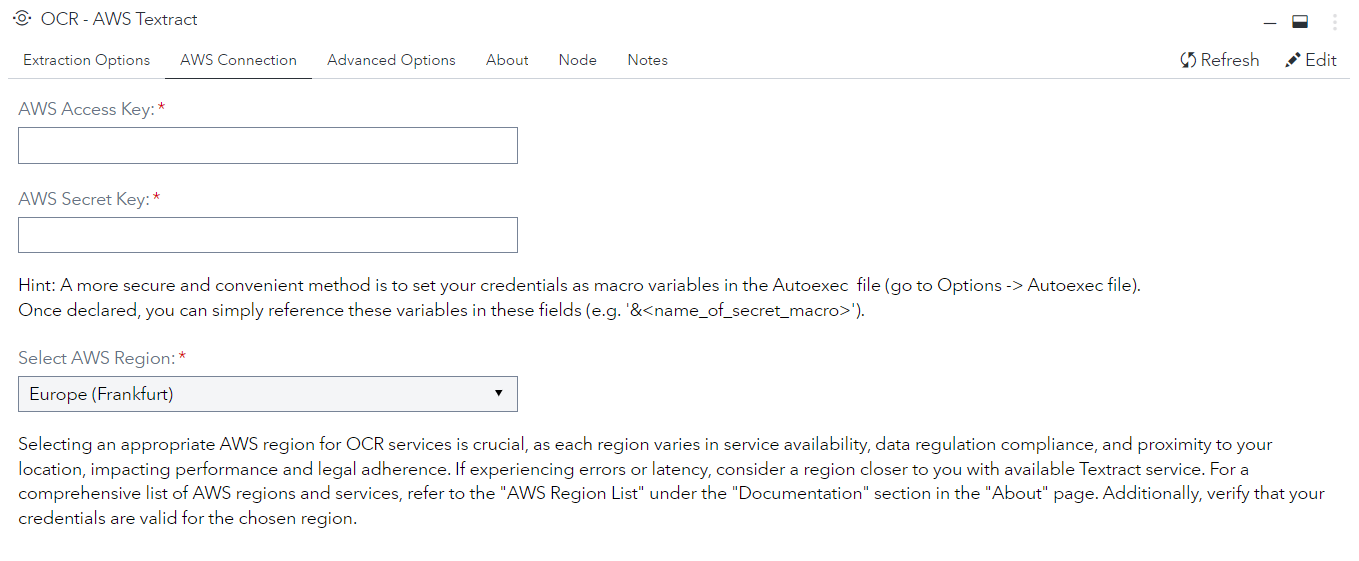 OCR - AWS Textract
Extraction Options AWS Connection Advanced Options About Node Notes Refresh Edit
AWS Access Key: *
AWS Secret Key: *
Hint: A more secure and convenient method is to set your credentials as macro variables in the Autoexec  file (go to Options -> Autoexec file).
Once declared, you can simply reference these variables in these fields (e.g. '&<name_of_secret_macro>').
Select AWS Region: *
Europe (Frankfurt)
Selecting an appropriate AWS region for OCR services is crucial, as each region varies in service availability, data regulation compliance, and proximity to your
location, impacting performance and legal adherence. If experiencing errors or latency, consider a region closer to you with available Textract service. For a
comprehensive list of AWS regions and services, refer to the "AWS Region List" under the "Documentation" section in the "About" page. Additionally, verify that your
credentials are valid for the chosen region.